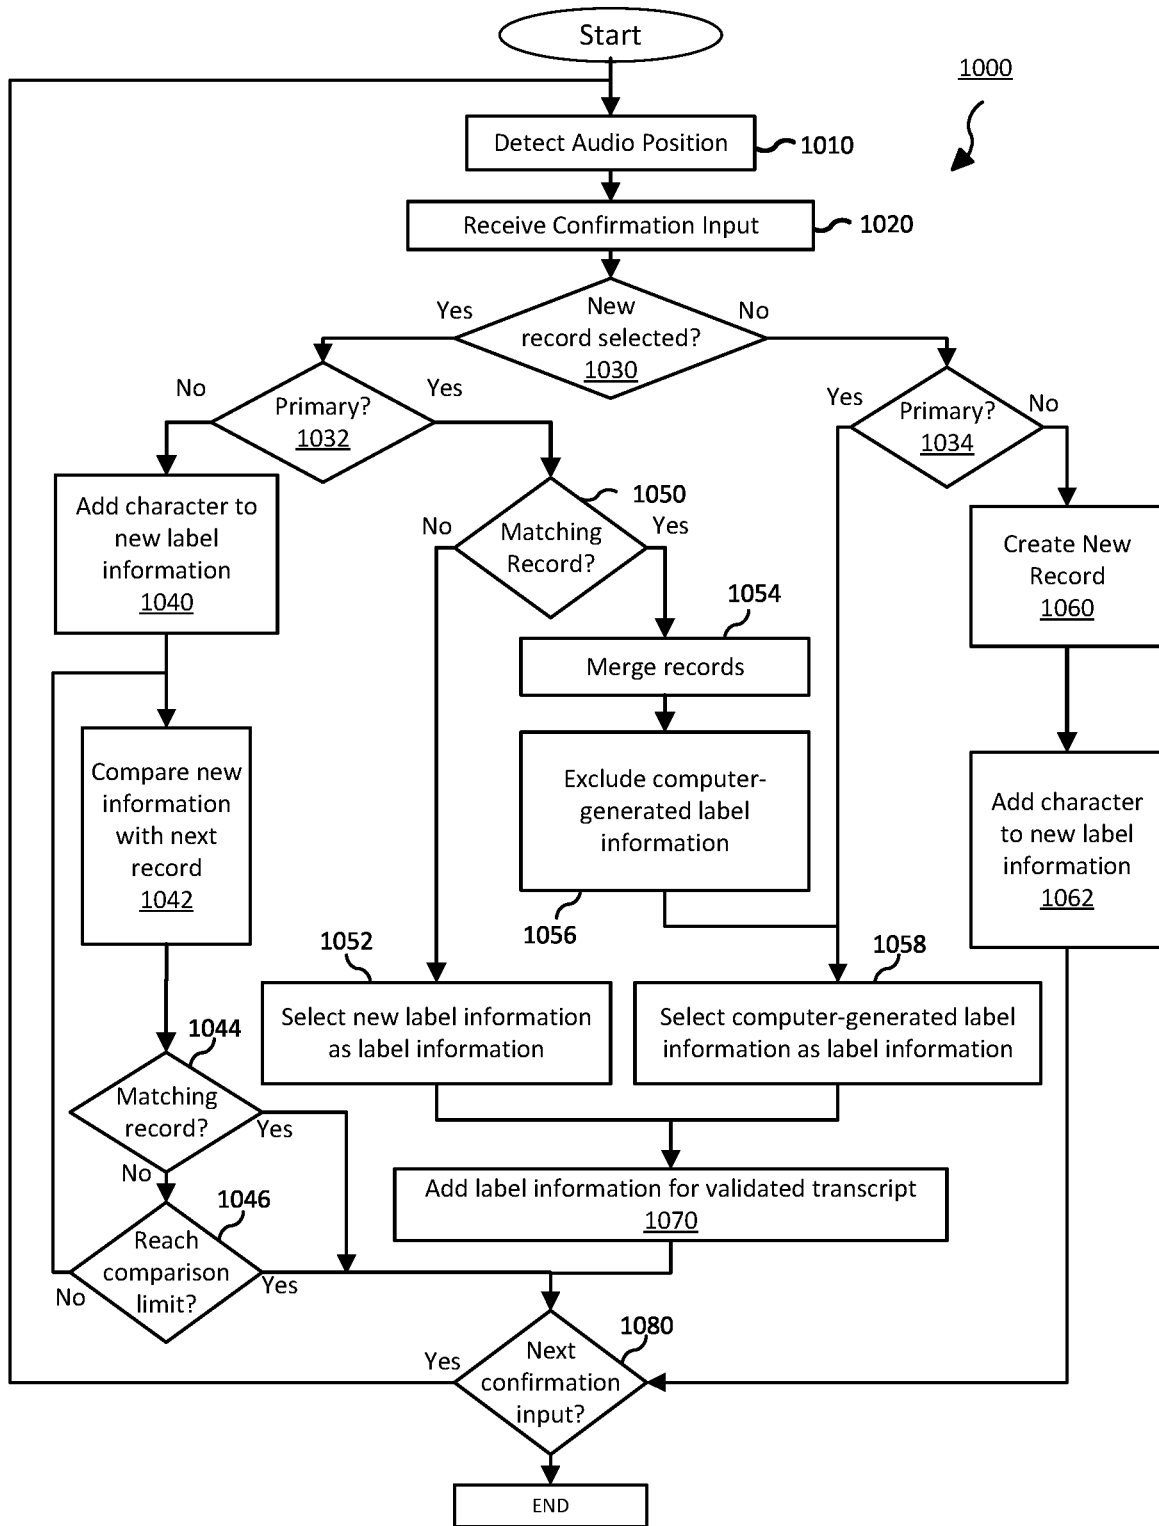 Start
1000
Detect Audio Position
1010
Receive Confirmation Input
1020
Yes
New
record selected?
1030
No
No
Primary?
1032
Yes
Yes
Primary?
1034
No
Add character to
new label
information
1040
1050
No
Matching
Record?
Yes
Create New
Record
1060
1054
Merge records
Compare new
information
with next
record
1042
Exclude computer-
generated label
information
1056
Add character
to new label
information
1062
1052
Select new label information
as label information
1058
Select computer-generated label
information as label information
1044
Matching
record?
Yes
No
Add label information for validated transcript
1070
1046
Reach
comparison
limit?
No
Yes
1080
Yes
Next
confirmation
input?
END